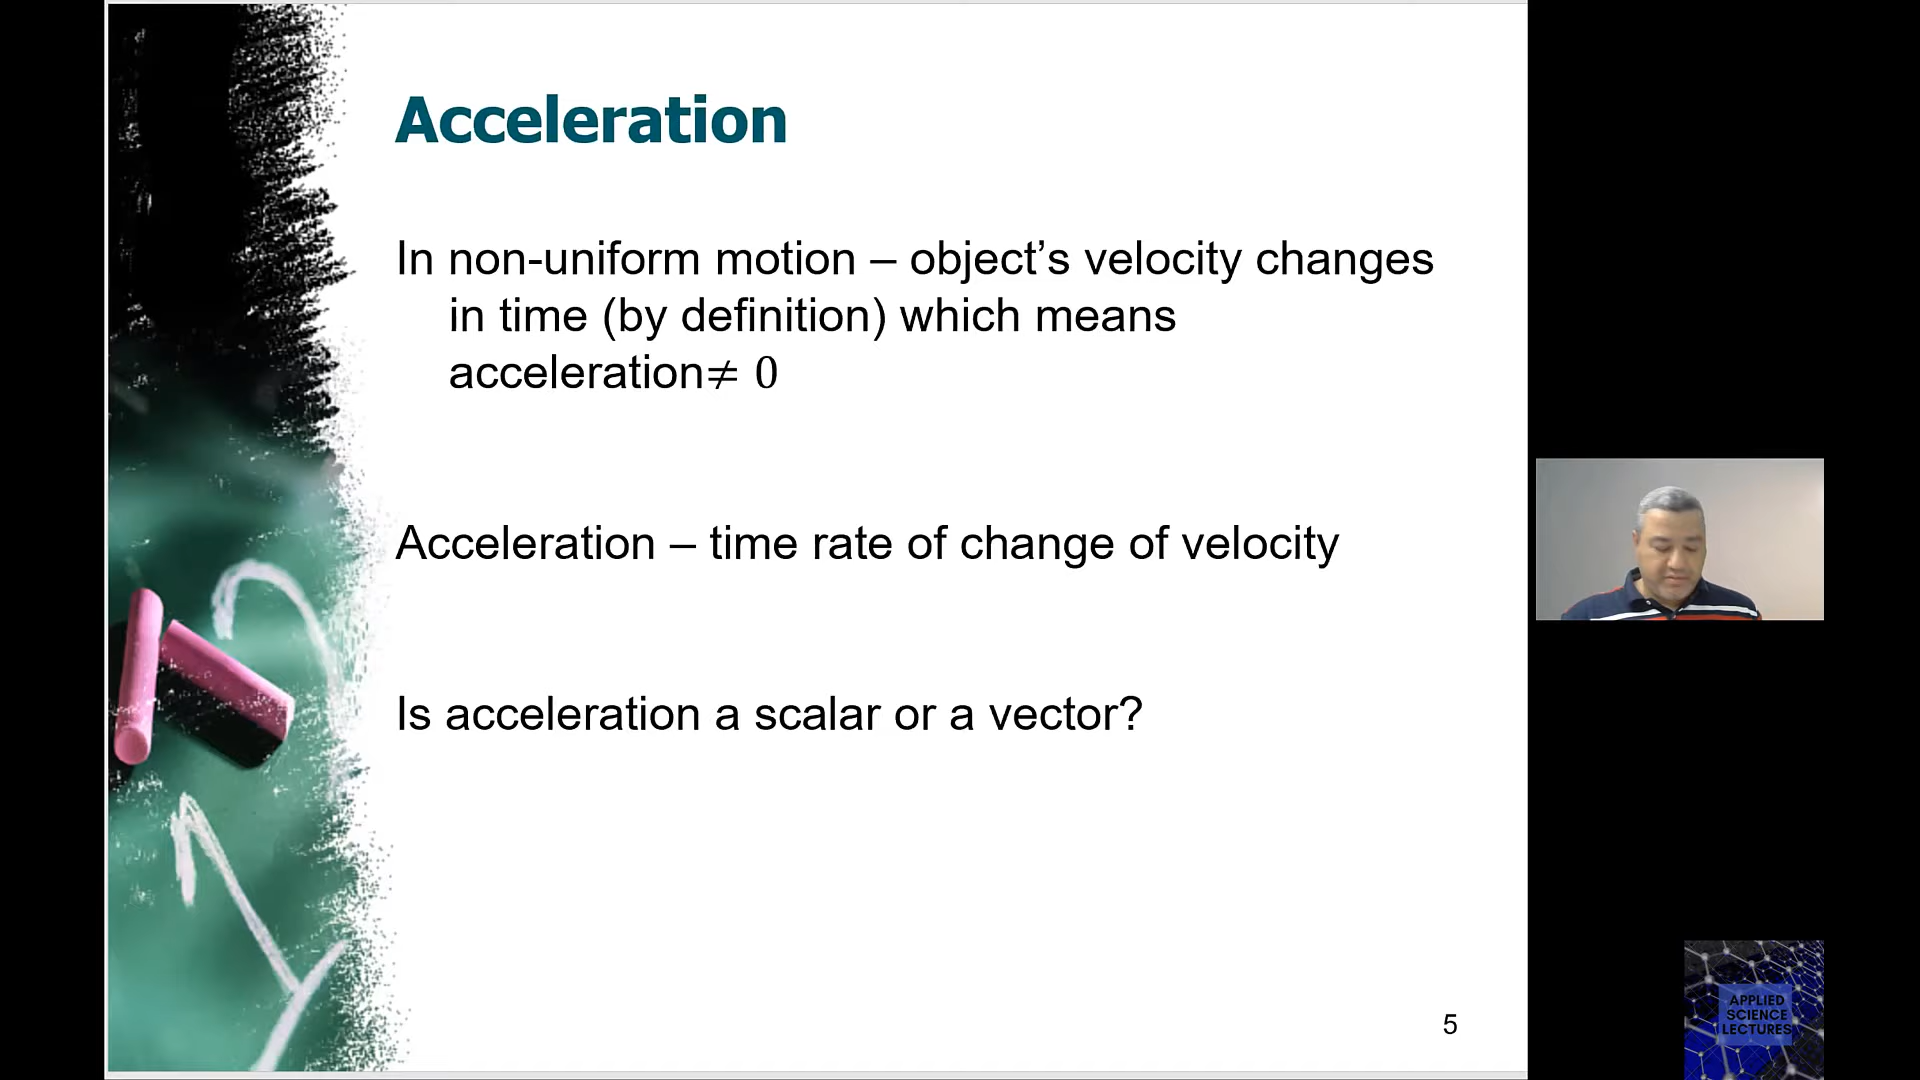 Acceleration
In non-uniform motion – object’s velocity changes
in time (by definition) which means
acceleration≠ 0
Acceleration – time rate of change of velocity
Is acceleration a scalar or a vector?
5
APPLIED
SCIENCE
LECTURES